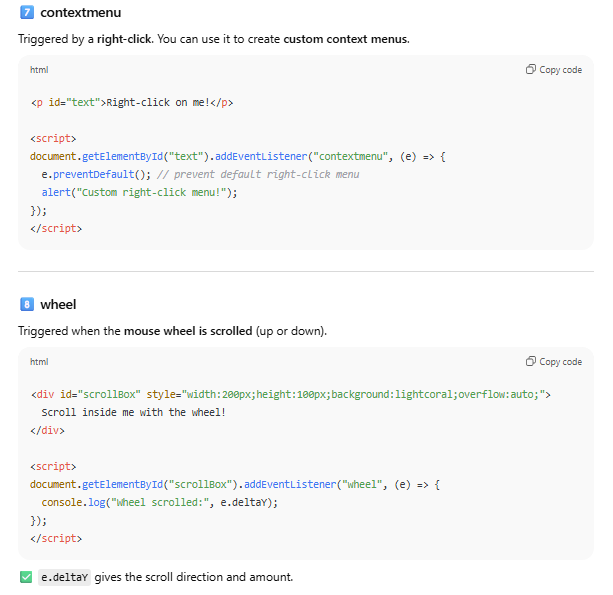 7 contextmenu
Triggered by a right-click. You can use it to create custom context menus.
html Copy code
<p id="text">Right-click on me!</p>
<script>
document.getElementById("text").addEventListener("contextmenu", (e) => {
  e.preventDefault(); // prevent default right-click menu
  alert("Custom right-click menu!");
});
</script>
8 wheel
Triggered when the mouse wheel is scrolled (up or down).
html Copy code
<div id="scrollBox" style="width:200px;height:100px;background:lightcoral;overflow:auto;">
  Scroll inside me with the wheel!
</div>
<script>
document.getElementById("scrollBox").addEventListener("wheel", (e) => {
  console.log("Wheel scrolled:", e.deltaY);
});
</script>
✅ e.deltaY gives the scroll direction and amount.